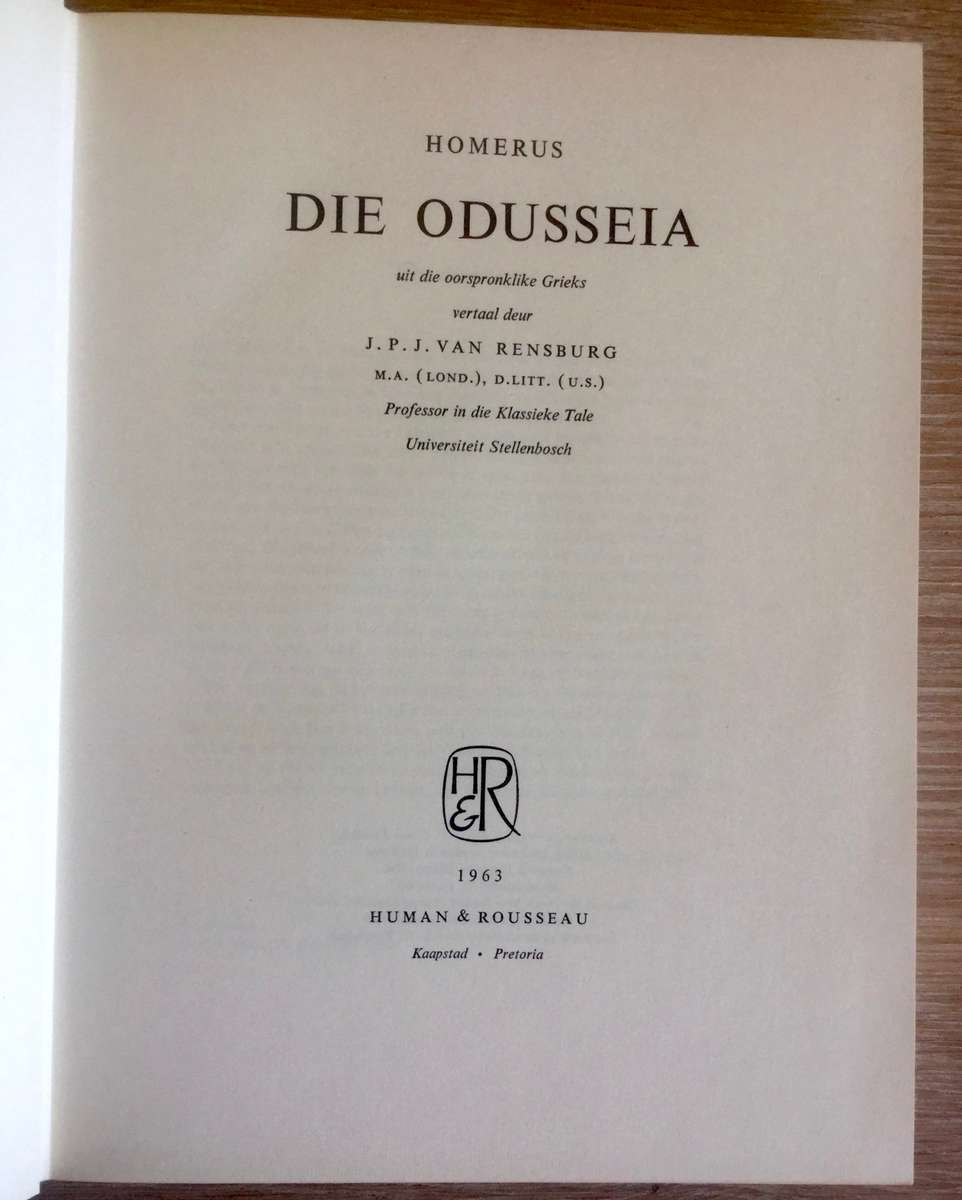 HOMERUS
DIE ODUSSEIA
uit die oorspronklike Grieks
vertaal deur
J. P. J. VAN RENSBURG
M.A. (LOND.), D.LITT. (U.S.)
Professor in die Klassieke Tale
Universiteit Stellenbosch
H&R
1963
HUMAN & ROUSSEAU
Kaapstad • Pretoria